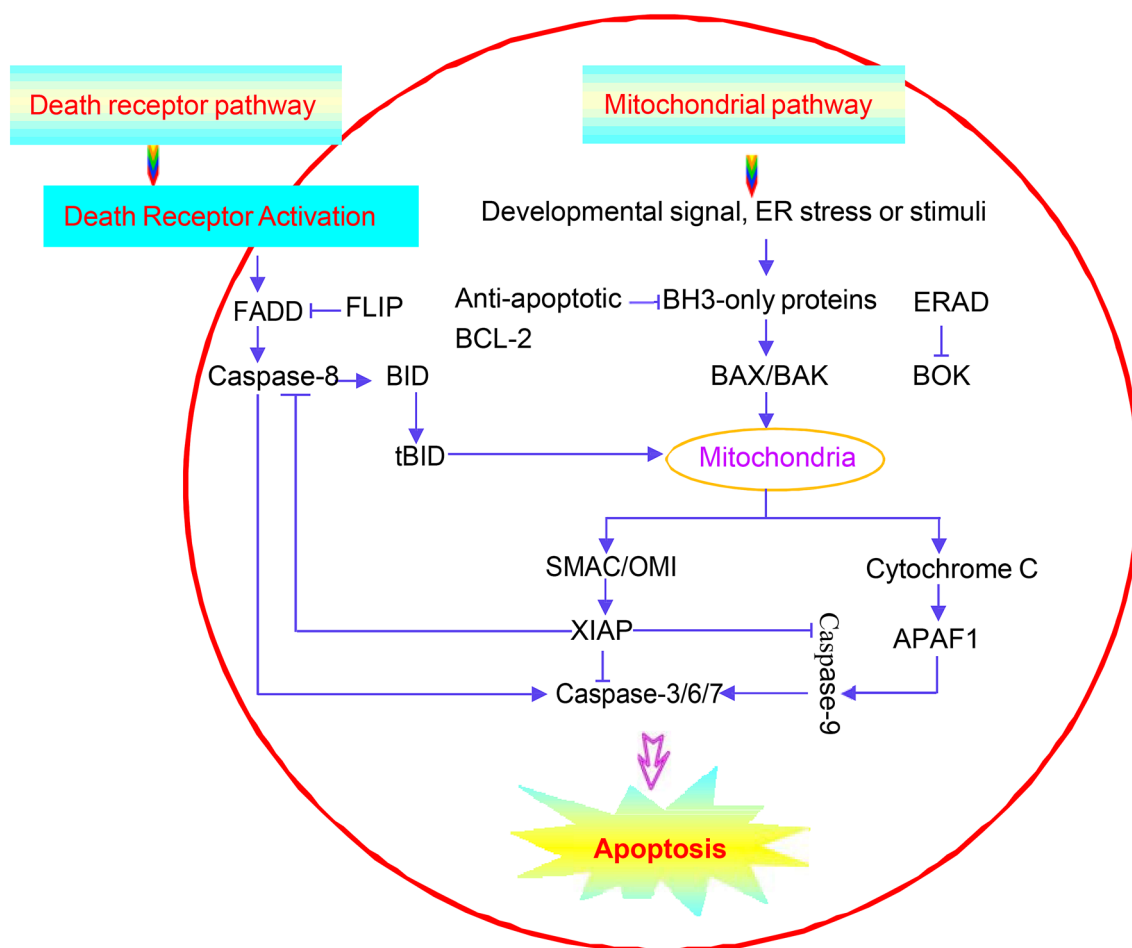 Death receptor pathway
Mitochondrial pathway
Death Receptor Activation
Developmental signal, ER stress or stimuli
FADD
FLIP
Anti-apoptotic
BCL-2
BH3-only proteins
ERAD
Caspase-8
BID
BAX/BAK
BOK
tBID
Mitochondria
SMAC/OMI
Cytochrome C
XIAP
Caspase-9
APAF1
Caspase-3/6/7
Apoptosis